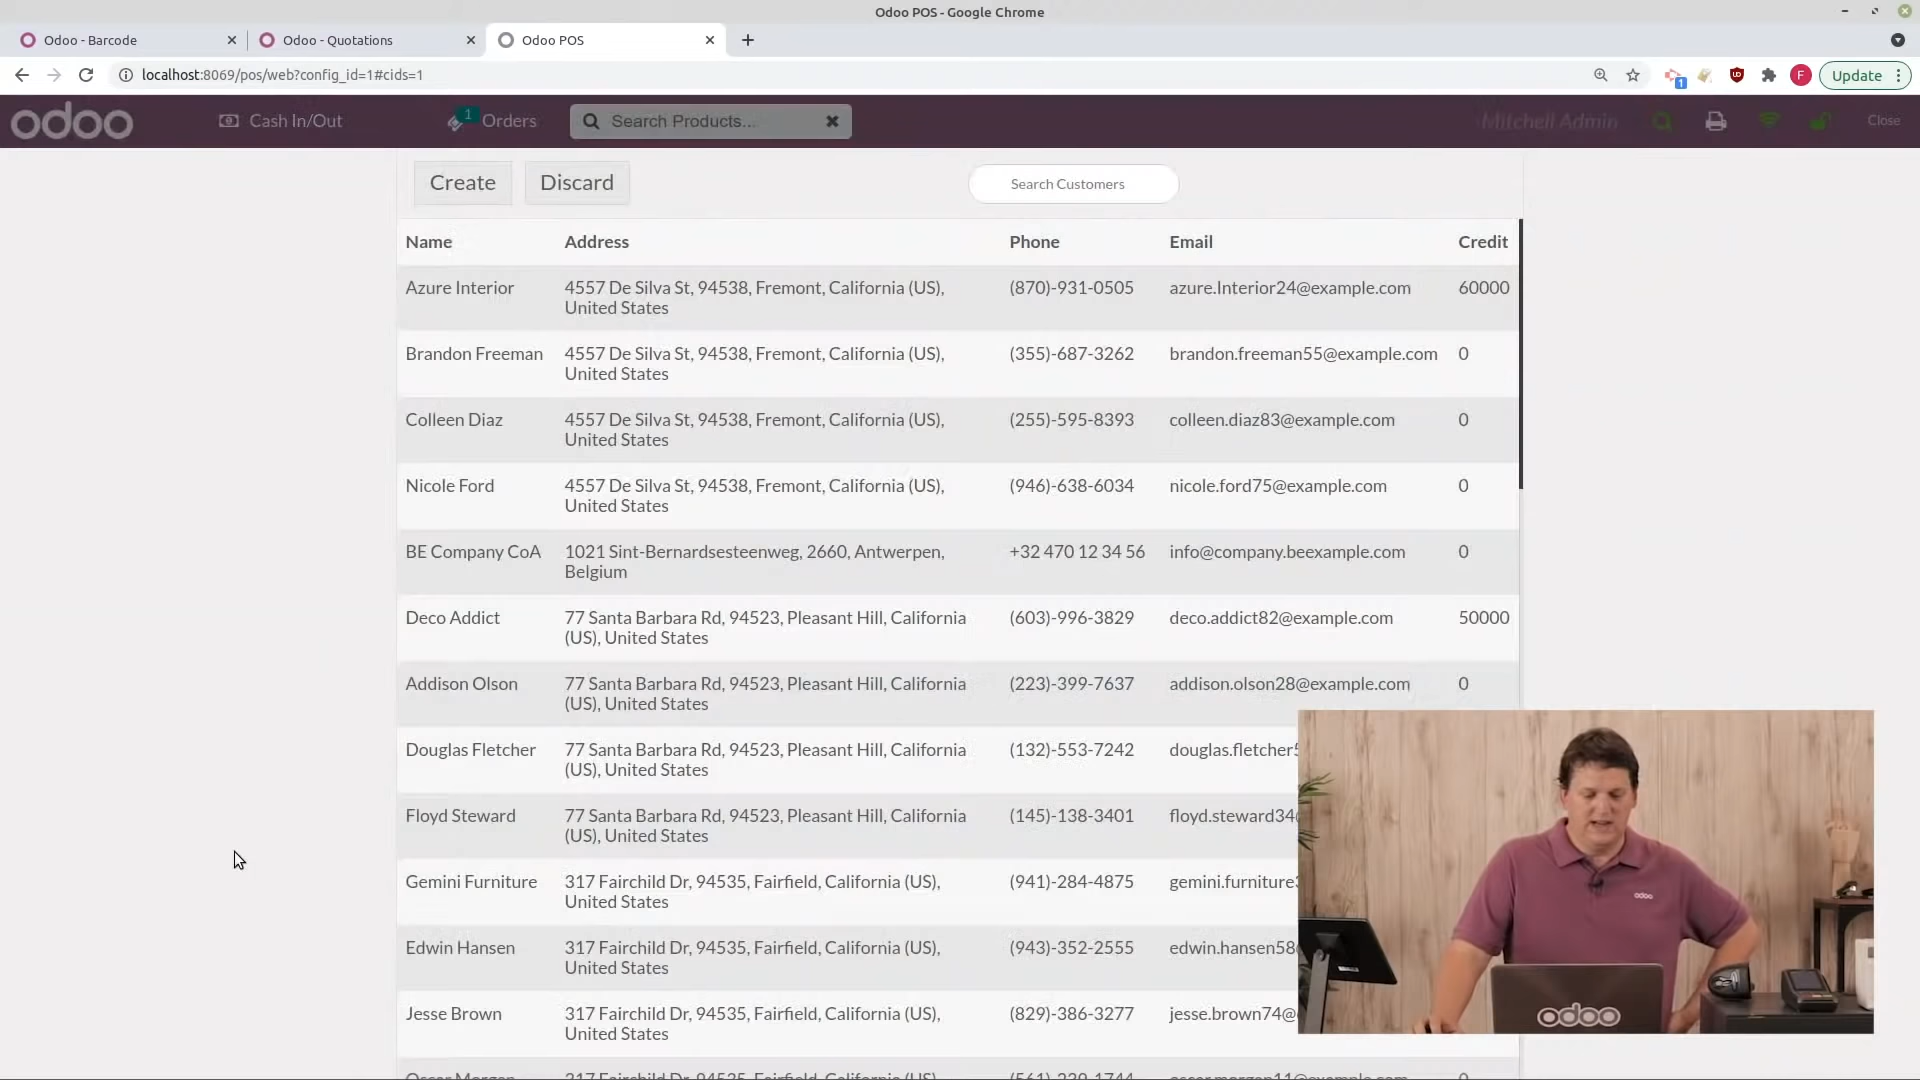 Odoo POS - Google Chrome
Odoo - Barcode
Odoo - Quotations
Odoo POS
localhost:8069/pos/web?config_id=1#cids=1
1
F
Update
odoo
Cash In/Out
1
Orders
Search Products...
Mitchell Admin
Close
Create
Discard
Search Customers
Name Address Phone Email Credit
Azure Interior 4557 De Silva St, 94538, Fremont, California (US), (870)-931-0505 azure.Interior24@example.com 60000
United States
Brandon Freeman 4557 De Silva St, 94538, Fremont, California (US), (355)-687-3262 brandon.freeman55@example.com 0
United States
Colleen Diaz 4557 De Silva St, 94538, Fremont, California (US), (255)-595-8393 colleen.diaz83@example.com 0
United States
Nicole Ford 4557 De Silva St, 94538, Fremont, California (US), (946)-638-6034 nicole.ford75@example.com 0
United States
BE Company CoA 1021 Sint-Bernardsesteenweg, 2660, Antwerpen, +32 470 12 34 56 info@company.beexample.com 0
Belgium
Deco Addict 77 Santa Barbara Rd, 94523, Pleasant Hill, California (603)-996-3829 deco.addict82@example.com 50000
(US), United States
Addison Olson 77 Santa Barbara Rd, 94523, Pleasant Hill, California (223)-399-7637 addison.olson28@example.com 0
(US), United States
Douglas Fletcher 77 Santa Barbara Rd, 94523, Pleasant Hill, California (132)-553-7242 douglas.fletcher
(US), United States
Floyd Steward 77 Santa Barbara Rd, 94523, Pleasant Hill, California (145)-138-3401 floyd.steward34
(US), United States
Gemini Furniture 317 Fairchild Dr, 94535, Fairfield, California (US), (941)-284-4875 gemini.furniture
United States
Edwin Hansen 317 Fairchild Dr, 94535, Fairfield, California (US), (943)-352-2555 edwin.hansen58
United States
Jesse Brown 317 Fairchild Dr, 94535, Fairfield, California (US), (829)-386-3277 jesse.brown74@
United States
odoo
odoo